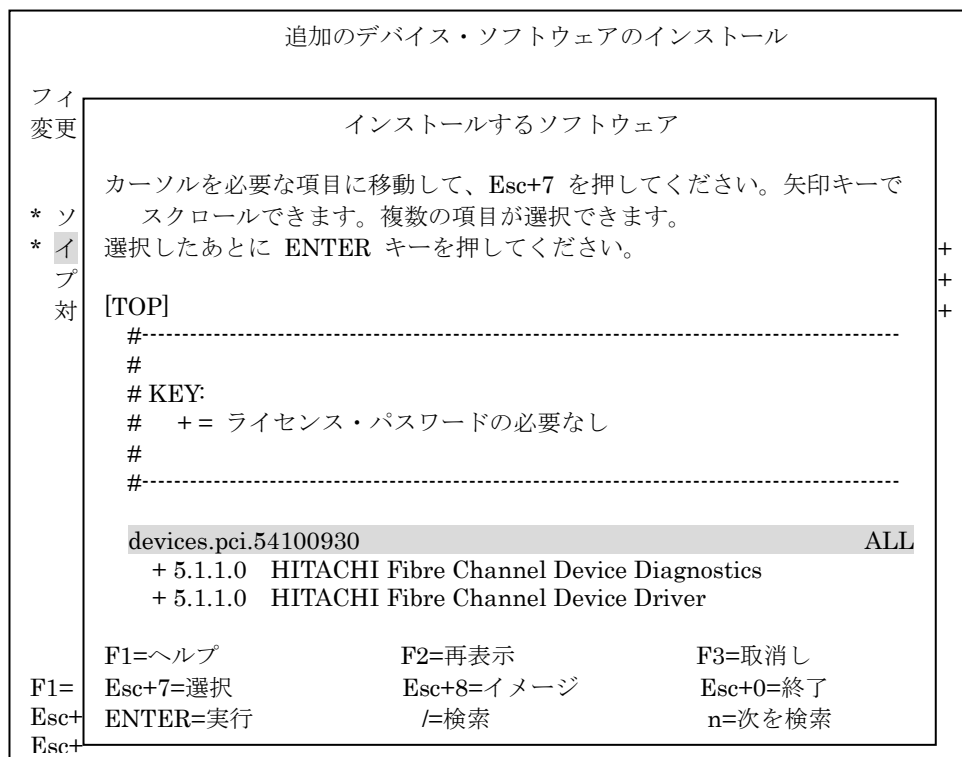 追加のデバイス・ソフトウェアのインストール
フィ
変更
インストールするソフトウェア
カーソルを必要な項目に移動して、Esc+7 を押してください。矢印キーで
* ソ
スクロールできます。複数の項目が選択できます。
* イ
選択したあとに ENTER キーを押してください。
+
プ
+
対
[TOP]
+
#-----------------------------------------------------------------------------------------------
#
# KEY:
# + = ライセンス・パスワードの必要なし
#
#-----------------------------------------------------------------------------------------------
devices.pci.54100930 ALL
+ 5.1.1.0 HITACHI Fibre Channel Device Diagnostics
+ 5.1.1.0 HITACHI Fibre Channel Device Driver
F1=ヘルプ F2=再表示 F3=取消し
F1=
Esc+7=選択 Esc+8=イメージ Esc+0=終了
Esc+
ENTER=実行 /=検索 n=次を検索
Esc+